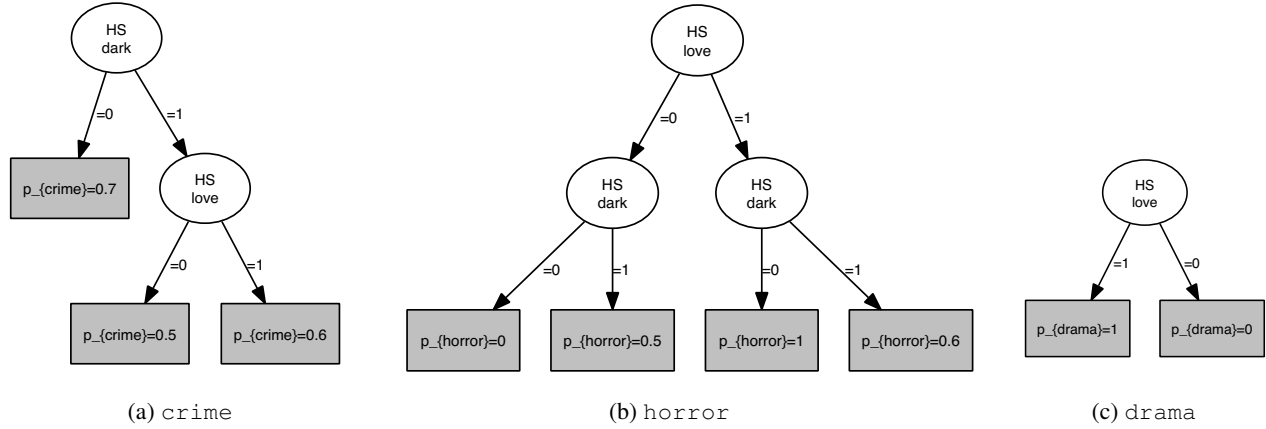 HS
dark
=0
=1
p_{crime}=0.7
HS
love
=0
=1
p_{crime}=0.5
p_{crime}=0.6
(a) crime
HS
love
=0
=1
HS
dark
HS
dark
=0
=1
=0
=1
p_{horror}=0
p_{horror}=0.5
p_{horror}=1
p_{horror}=0.6
(b) horror
HS
love
=1
=0
p_{drama}=1
p_{drama}=0
(c) drama